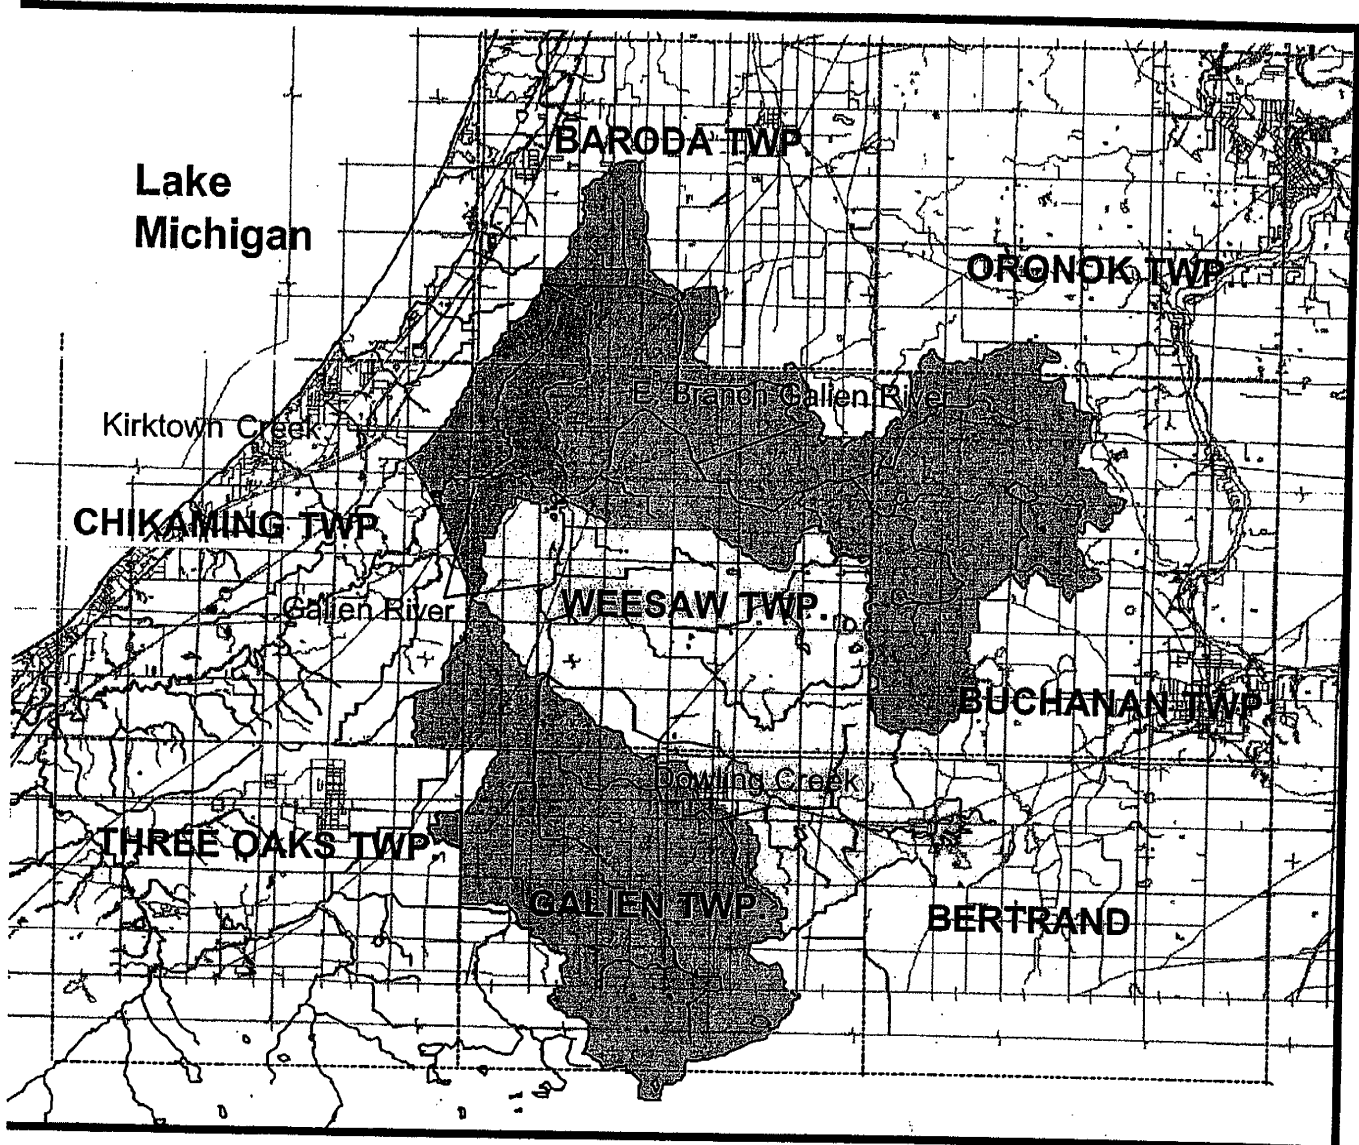 BARODA TWP
Lake
Michigan
ORONOK TWP
E. Branch Galien River
Kirktown Creek
CHIKAMING TWP
Galien River
WEESAW TWP.
BUCHANAN TWP
Dowling Creek
THREE OAKS TWP
GALIEN TWP
BERTRAND